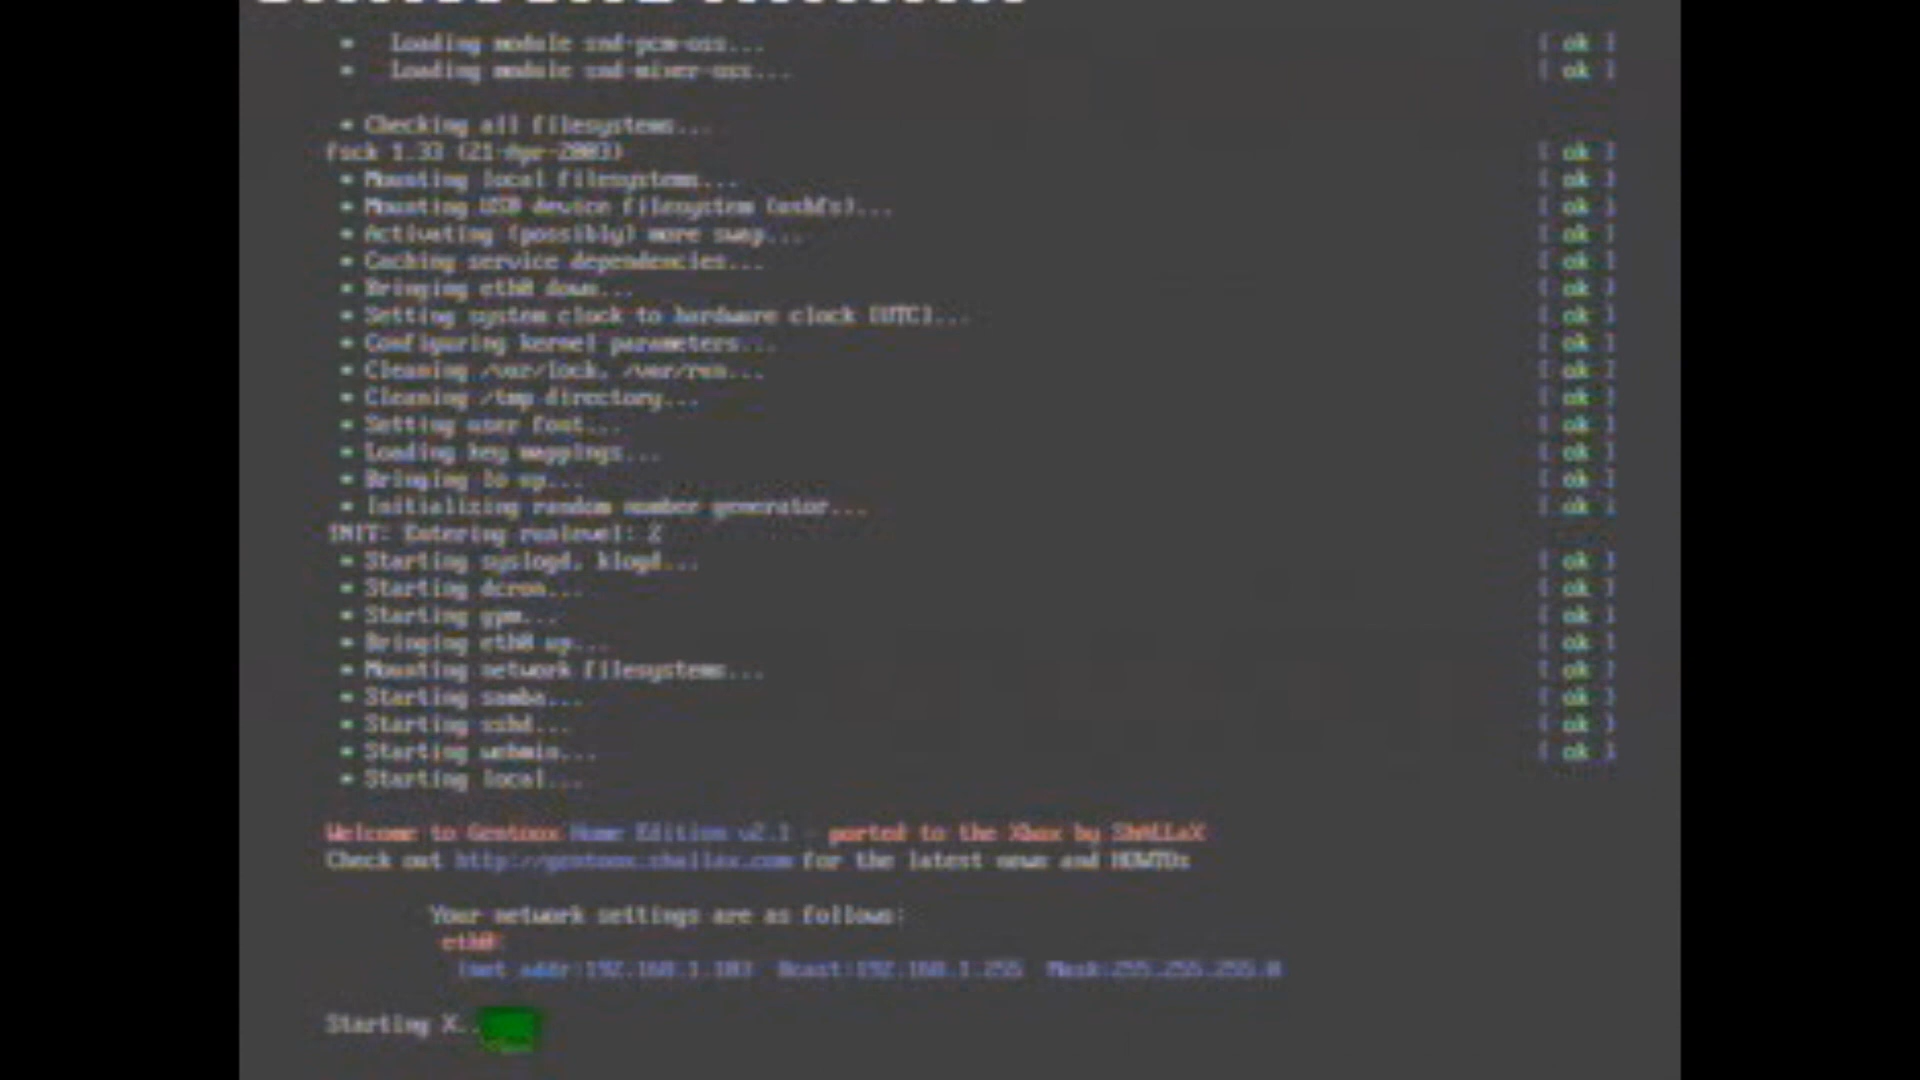 * Loading module snd-pcm-oss... [ ok ]
* Loading module snd-mixer-oss... [ ok ]
* Checking all filesystems...
fsck 1.33 (21-Apr-2003) [ ok ]
* Mounting local filesystems... [ ok ]
* Mounting USB device filesystem (usbfs)... [ ok ]
* Activating (possibly) more swap... [ ok ]
* Caching service dependencies... [ ok ]
* Bringing eth0 down... [ ok ]
* Setting system clock to hardware clock [UTC]... [ ok ]
* Configuring kernel parameters... [ ok ]
* Cleaning /var/lock, /var/run... [ ok ]
* Cleaning /tmp directory... [ ok ]
* Setting user font... [ ok ]
* Loading key mappings... [ ok ]
* Bringing lo up... [ ok ]
* Initializing random number generator... [ ok ]
INIT: Entering runlevel: 2
* Starting syslogd, klogd... [ ok ]
* Starting dcron... [ ok ]
* Starting gpm... [ ok ]
* Bringing eth0 up... [ ok ]
* Mounting network filesystems... [ ok ]
* Starting samba... [ ok ]
* Starting sshd... [ ok ]
* Starting webmin... [ ok ]
* Starting local...
Welcome to Gentoox Home Edition v2.1 - ported to the Xbox by ShALLaX
Check out http://gentoox.shallax.com for the latest news and HOWTOs
Your network settings are as follows:
eth0:
inet addr:192.168.1.103 Bcast:192.168.1.255 Mask:255.255.255.0
Starting X..